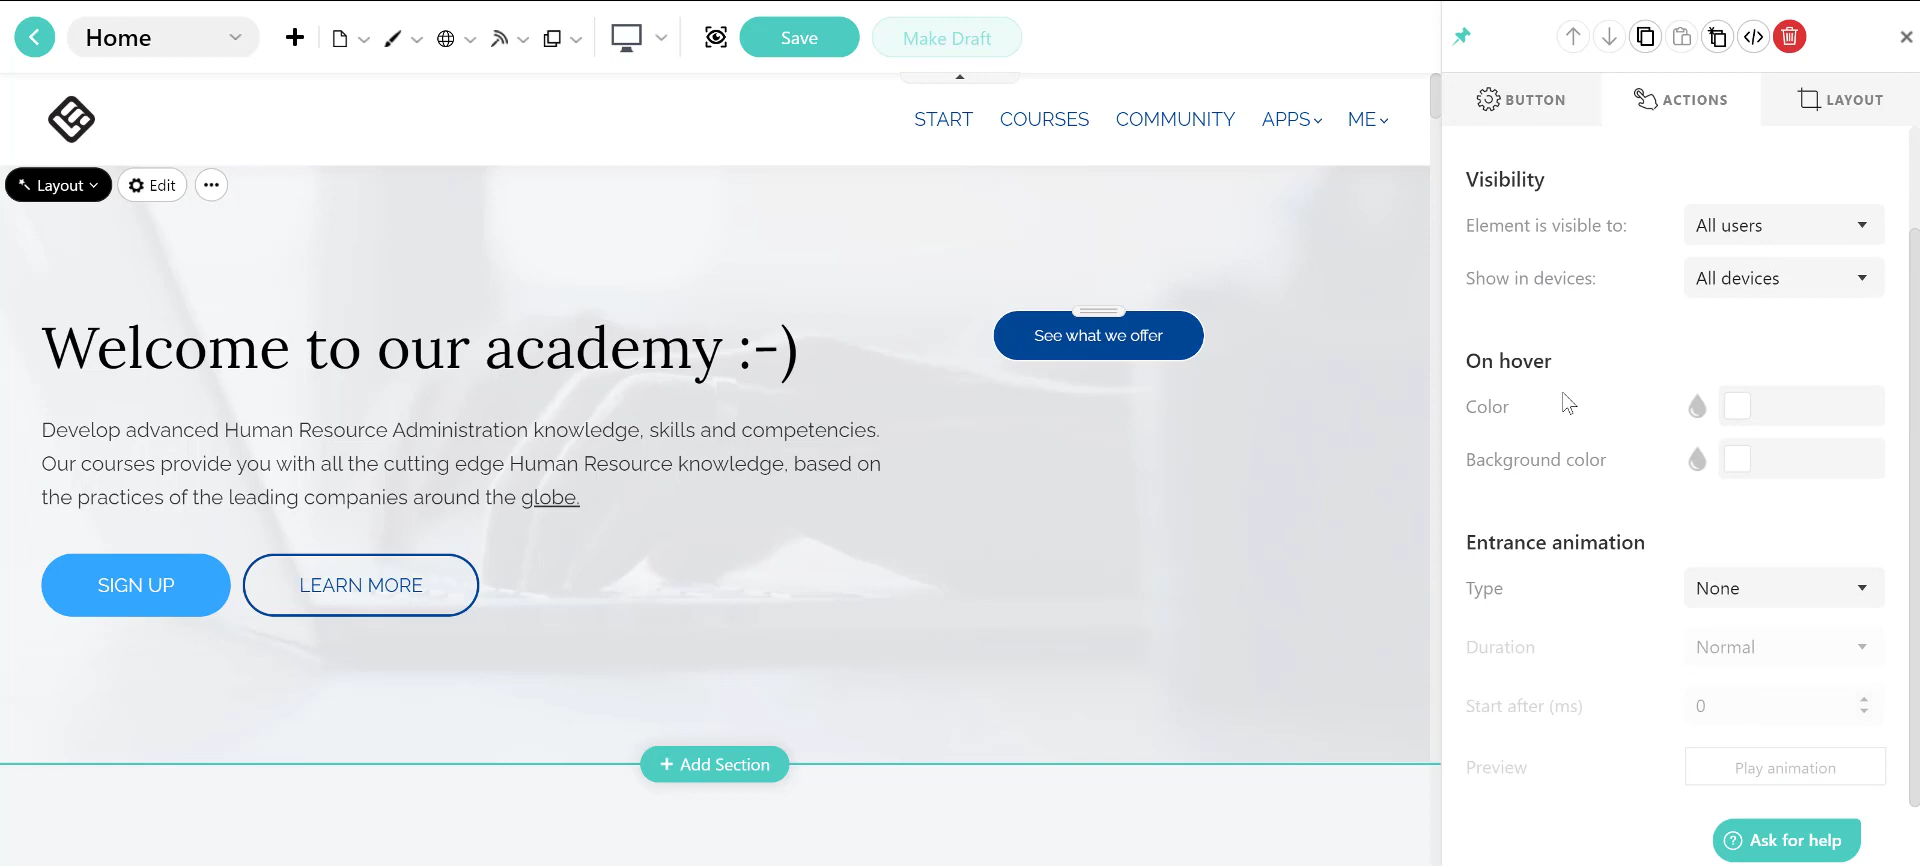 Home
Save
Make Draft
START COURSES COMMUNITY APPS ME
Layout Edit
Welcome to our academy :-)
Develop advanced Human Resource Administration knowledge, skills and competencies.
Our courses provide you with all the cutting edge Human Resource knowledge, based on
the practices of the leading companies around the globe.
SIGN UP LEARN MORE
See what we offer
+ Add Section
BUTTON ACTIONS LAYOUT
Visibility
Element is visible to: All users
Show in devices: All devices
On hover
Color
Background color
Entrance animation
Type None
Duration Normal
Start after (ms) 0
Preview Play animation
? Ask for help